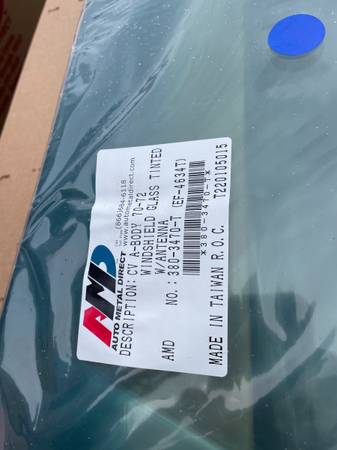 AMD
AUTO METAL DIRECT
(866)684-6118
www.autometaldirect.com
DESCRIPTION: CV A-BODY 70-72
WINDSHIELD GLASS TINTED
W/ANTENNA
AMD NO.: 380-3470-T (EF-4634T)
MADE IN TAIWAN R.O.C. T220105015